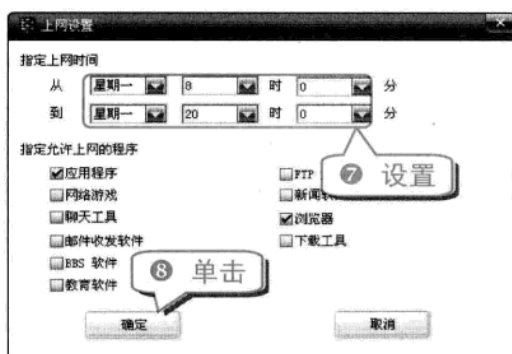 上网设置
指定上网时间
从 星期一 8 时 0 分
到 星期一 20 时 0 分
指定允许上网的程序
应用程序 FTP
❼ 设置
网络游戏 新闻软
聊天工具 浏览器
邮件收发软件 下载工具
BBS 软件
❽ 单击
教育软件
确定 取消